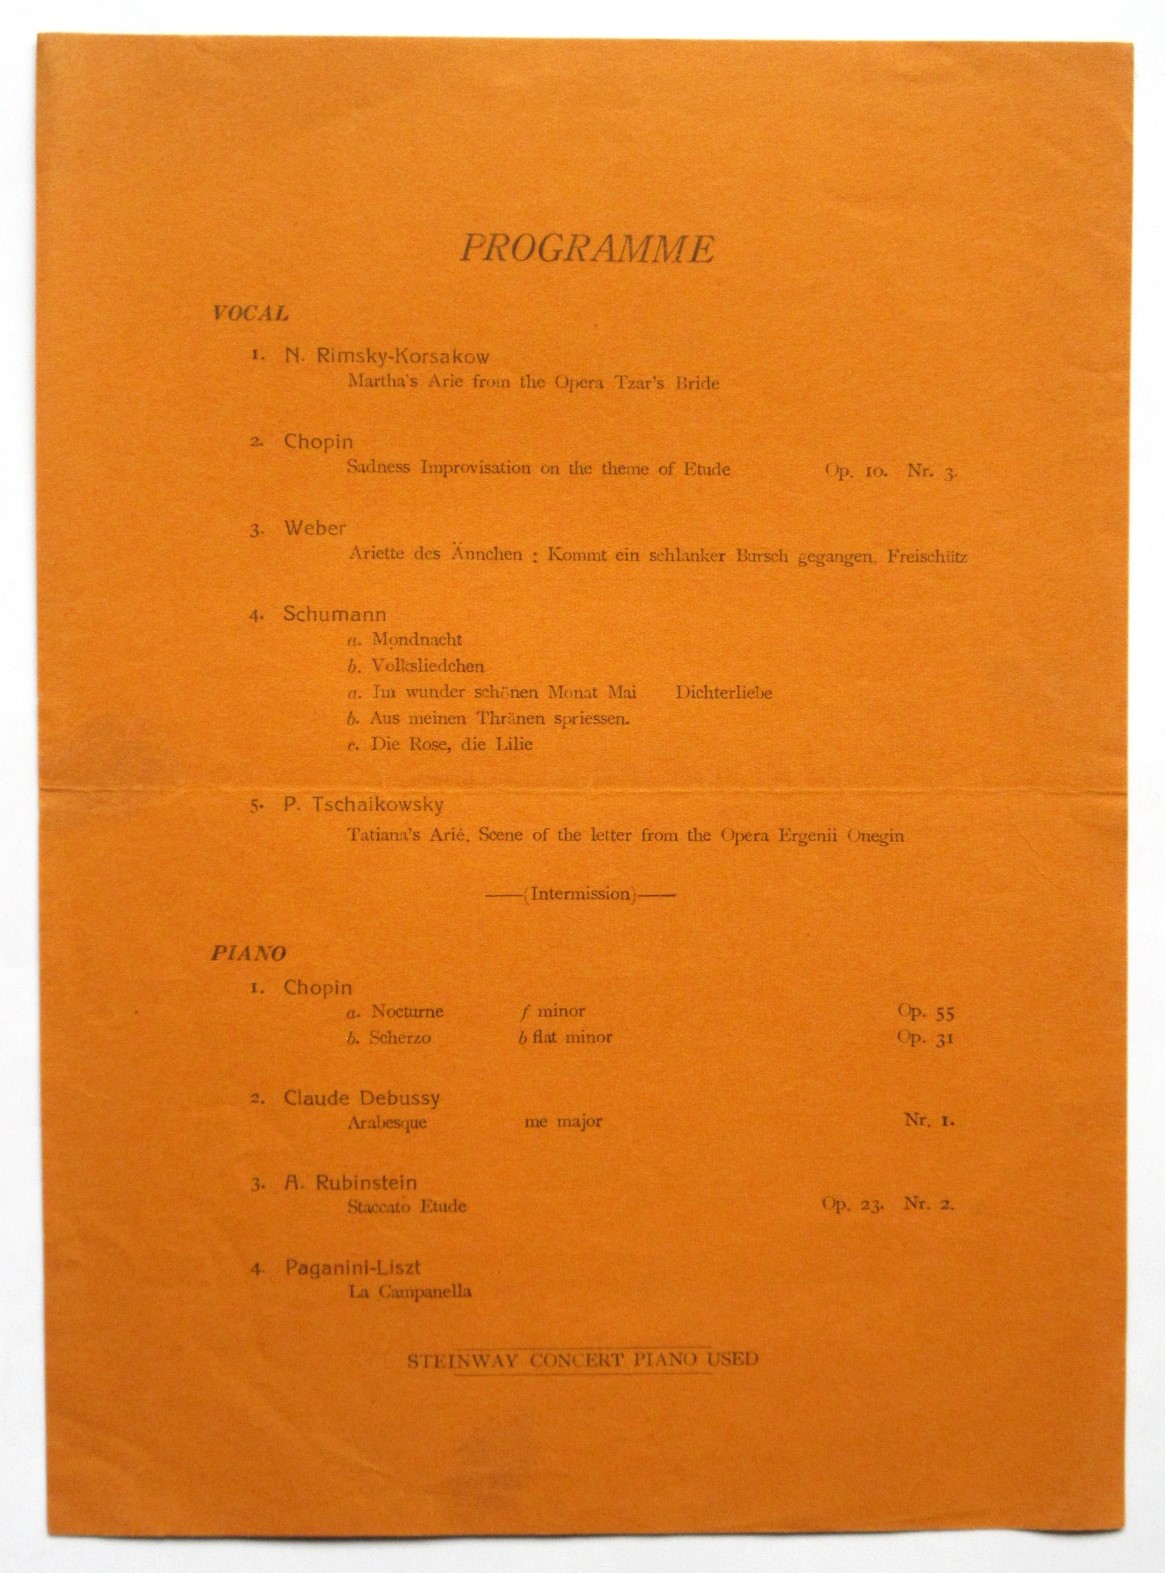 PROGRAMME
VOCAL
1. N. Rimsky-Korsakow
Martha's Arie from the Opera Tzar's Bride
2. Chopin
Sadness Improvisation on the theme of Etude Op. 10. Nr. 3.
3. Weber
Ariette des Ännchen : Kommt ein schlanker Bursch gegangen. Freischütz
4. Schumann
a. Mondnacht
b. Volksliedchen
a. Im wunder schönen Monat Mai Dichterliebe
b. Aus meinen Thränen spriessen.
c. Die Rose, die Lilie
5. P. Tschaikowsky
Tatiana's Arié. Scene of the letter from the Opera Ergenii Onegin
—(Intermission)—
PIANO
1. Chopin
a. Nocturne f minor Op. 55
b. Scherzo b flat minor Op. 31
2. Claude Debussy
Arabesque me major Nr. 1.
3. A. Rubinstein
Staccato Etude Op. 23. Nr. 2.
4. Paganini-Liszt
La Campanella
STEINWAY CONCERT PIANO USED